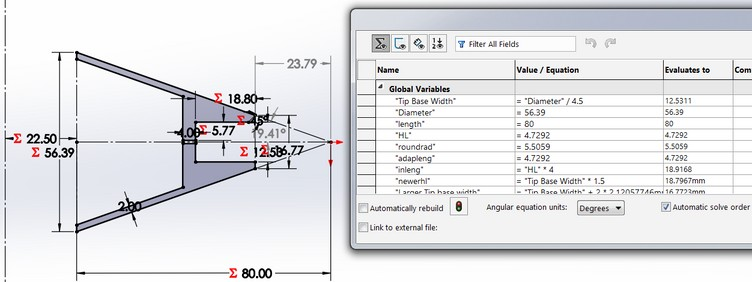 23.79
Σ 18.80
45°
19.41°
4.00
Σ 5.77
Σ 22.50
Σ 56.39
Σ 12.53
16.77
2.00
Σ 80.00
Filter All Fields
Name Value / Equation Evaluates to Com
Global Variables
"Tip Base Width" = "Diameter" / 4.5 12.5311
"Diameter" = 56.39 56.39
"length" = 80 80
"HL" = 4.7292 4.7292
"roundrad" = 5.5059 5.5059
"adapleng" = 4.7292 4.7292
"inleng" = "HL" * 4 18.9168
"newerhl" = "Tip Base Width" * 1.5 18.7967mm
"Larger Tip base width" = "Tip Base Width" + 2 * 2.12057746m 16.7723mm
Automatically rebuild Angular equation units: Degrees Automatic solve order
Link to external file: